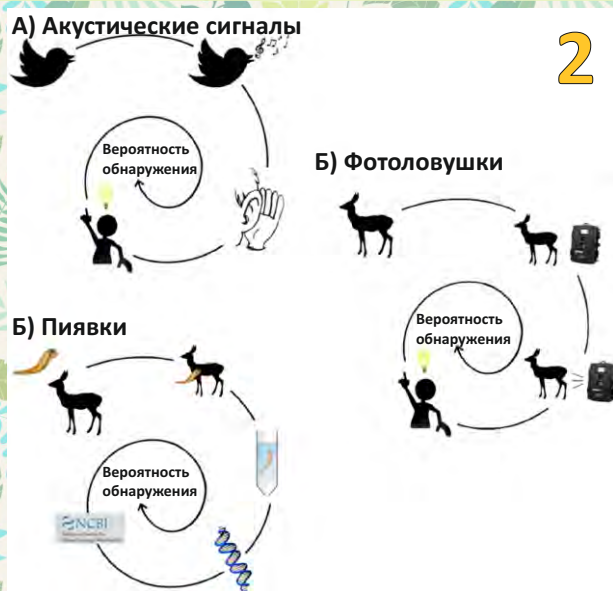 А) Акустические сигналы
2
Вероятность
обнаружения
Б) Фотоловушки
Вероятность
обнаружения
Б) Пиявки
Вероятность
обнаружения
NCBI